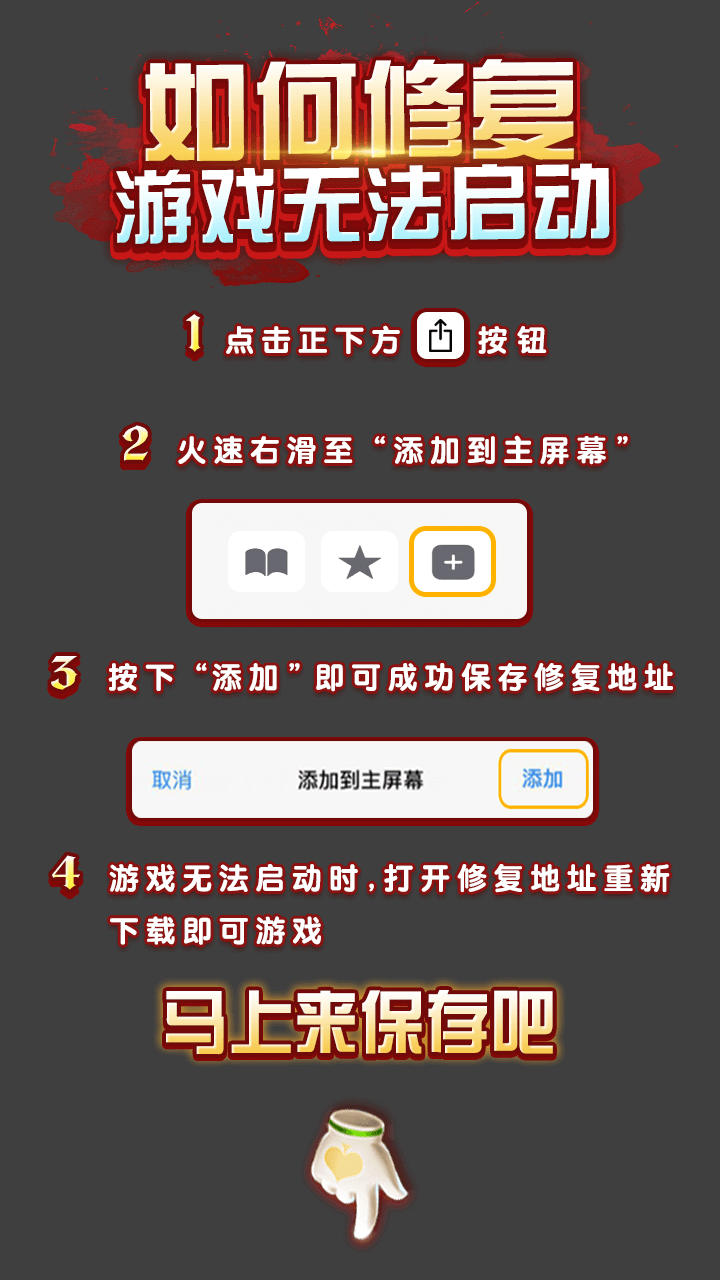 如何修复
游戏无法启动
1 点击正下方 按钮
2 火速右滑至“添加到主屏幕”
3 按下“添加”即可成功保存修复地址
取消 添加到主屏幕 添加
4 游戏无法启动时,打开修复地址重新
下载即可游戏
马上来保存吧